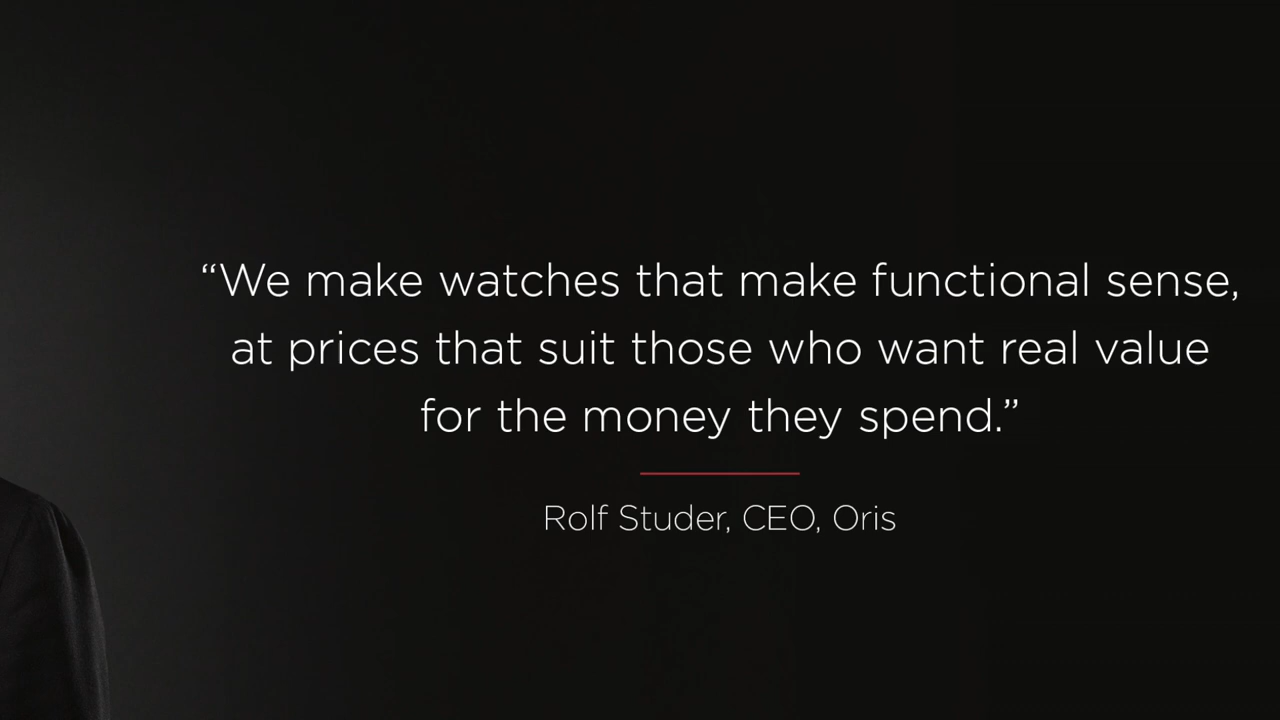 “We make watches that make functional sense,
at prices that suit those who want real value
for the money they spend.”
Rolf Studer, CEO, Oris